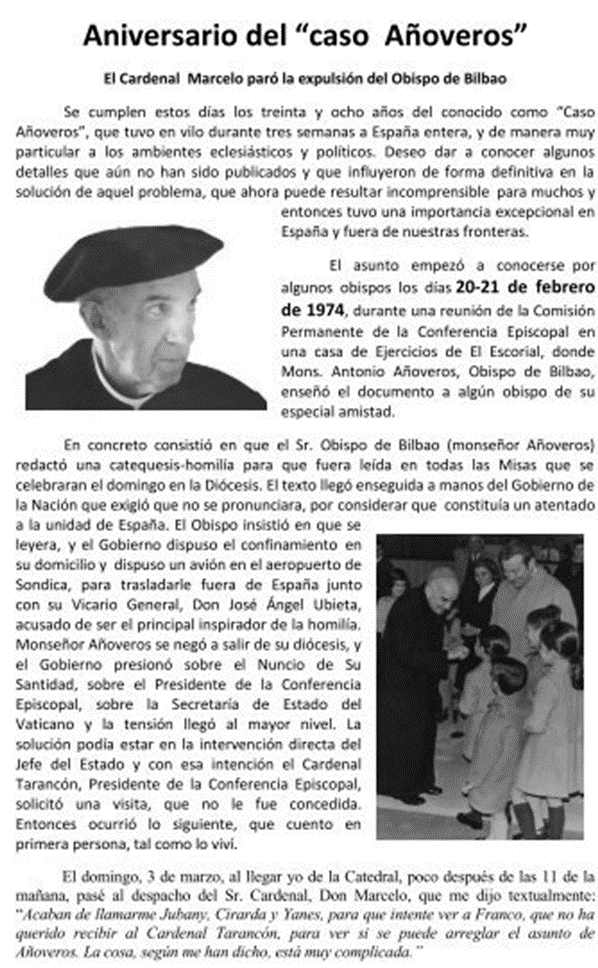 Aniversario del “caso Añoveros”
El Cardenal Marcelo paró la expulsión del Obispo de Bilbao
Se cumplen estos días los treinta y ocho años del conocido como “Caso
Añoveros”, que tuvo en vilo durante tres semanas a España entera, y de manera muy
particular a los ambientes eclesiásticos y políticos. Deseo dar a conocer algunos
detalles que aún no han sido publicados y que influyeron de forma definitiva en la
solución de aquel problema, que ahora puede resultar incomprensible para muchos y
entonces tuvo una importancia excepcional en
España y fuera de nuestras fronteras.
El asunto empezó a conocerse por
algunos obispos los días 20-21 de febrero
de 1974, durante una reunión de la Comisión
Permanente de la Conferencia Episcopal en
una casa de Ejercicios de El Escorial, donde
Mons. Antonio Añoveros, Obispo de Bilbao,
enseñó el documento a algún obispo de su
especial amistad.
En concreto consistió en que el Sr. Obispo de Bilbao (monseñor Añoveros)
redactó una catequesis-homilía para que fuera leída en todas las Misas que se
celebraran el domingo en la Diócesis. El texto llegó enseguida a manos del Gobierno de
la Nación que exigió que no se pronunciara, por considerar que constituía un atentado
a la unidad de España. El Obispo insistió en que se
leyera, y el Gobierno dispuso el confinamiento en
su domicilio y dispuso un avión en el aeropuerto de
Sondica, para trasladarle fuera de España junto
con su Vicario General, Don José Ángel Ubieta,
acusado de ser el principal inspirador de la homilía.
Monseñor Añoveros se negó a salir de su diócesis, y
el Gobierno presionó sobre el Nuncio de Su
Santidad, sobre el Presidente de la Conferencia
Episcopal, sobre la Secretaría de Estado del
Vaticano y la tensión llegó al mayor nivel. La
solución podía estar en la intervención directa del
Jefe del Estado y con esa intención el Cardenal
Tarancón, Presidente de la Conferencia Episcopal,
solicitó una visita, que no le fue concedida.
Entonces ocurrió lo siguiente, que cuento en
primera persona, tal como lo viví.
El domingo, 3 de marzo, al llegar yo de la Catedral, poco después de las 11 de la
mañana, pasé al despacho del Sr. Cardenal, Don Marcelo, que me dijo textualmente:
“Acaban de llamarme Jubany, Cirarda y Yanes, para que intente ver a Franco, que no ha
querido recibir al Cardenal Tarancón, para ver si se puede arreglar el asunto de
Añoveros. La cosa, según me han dicho, está muy complicada.”